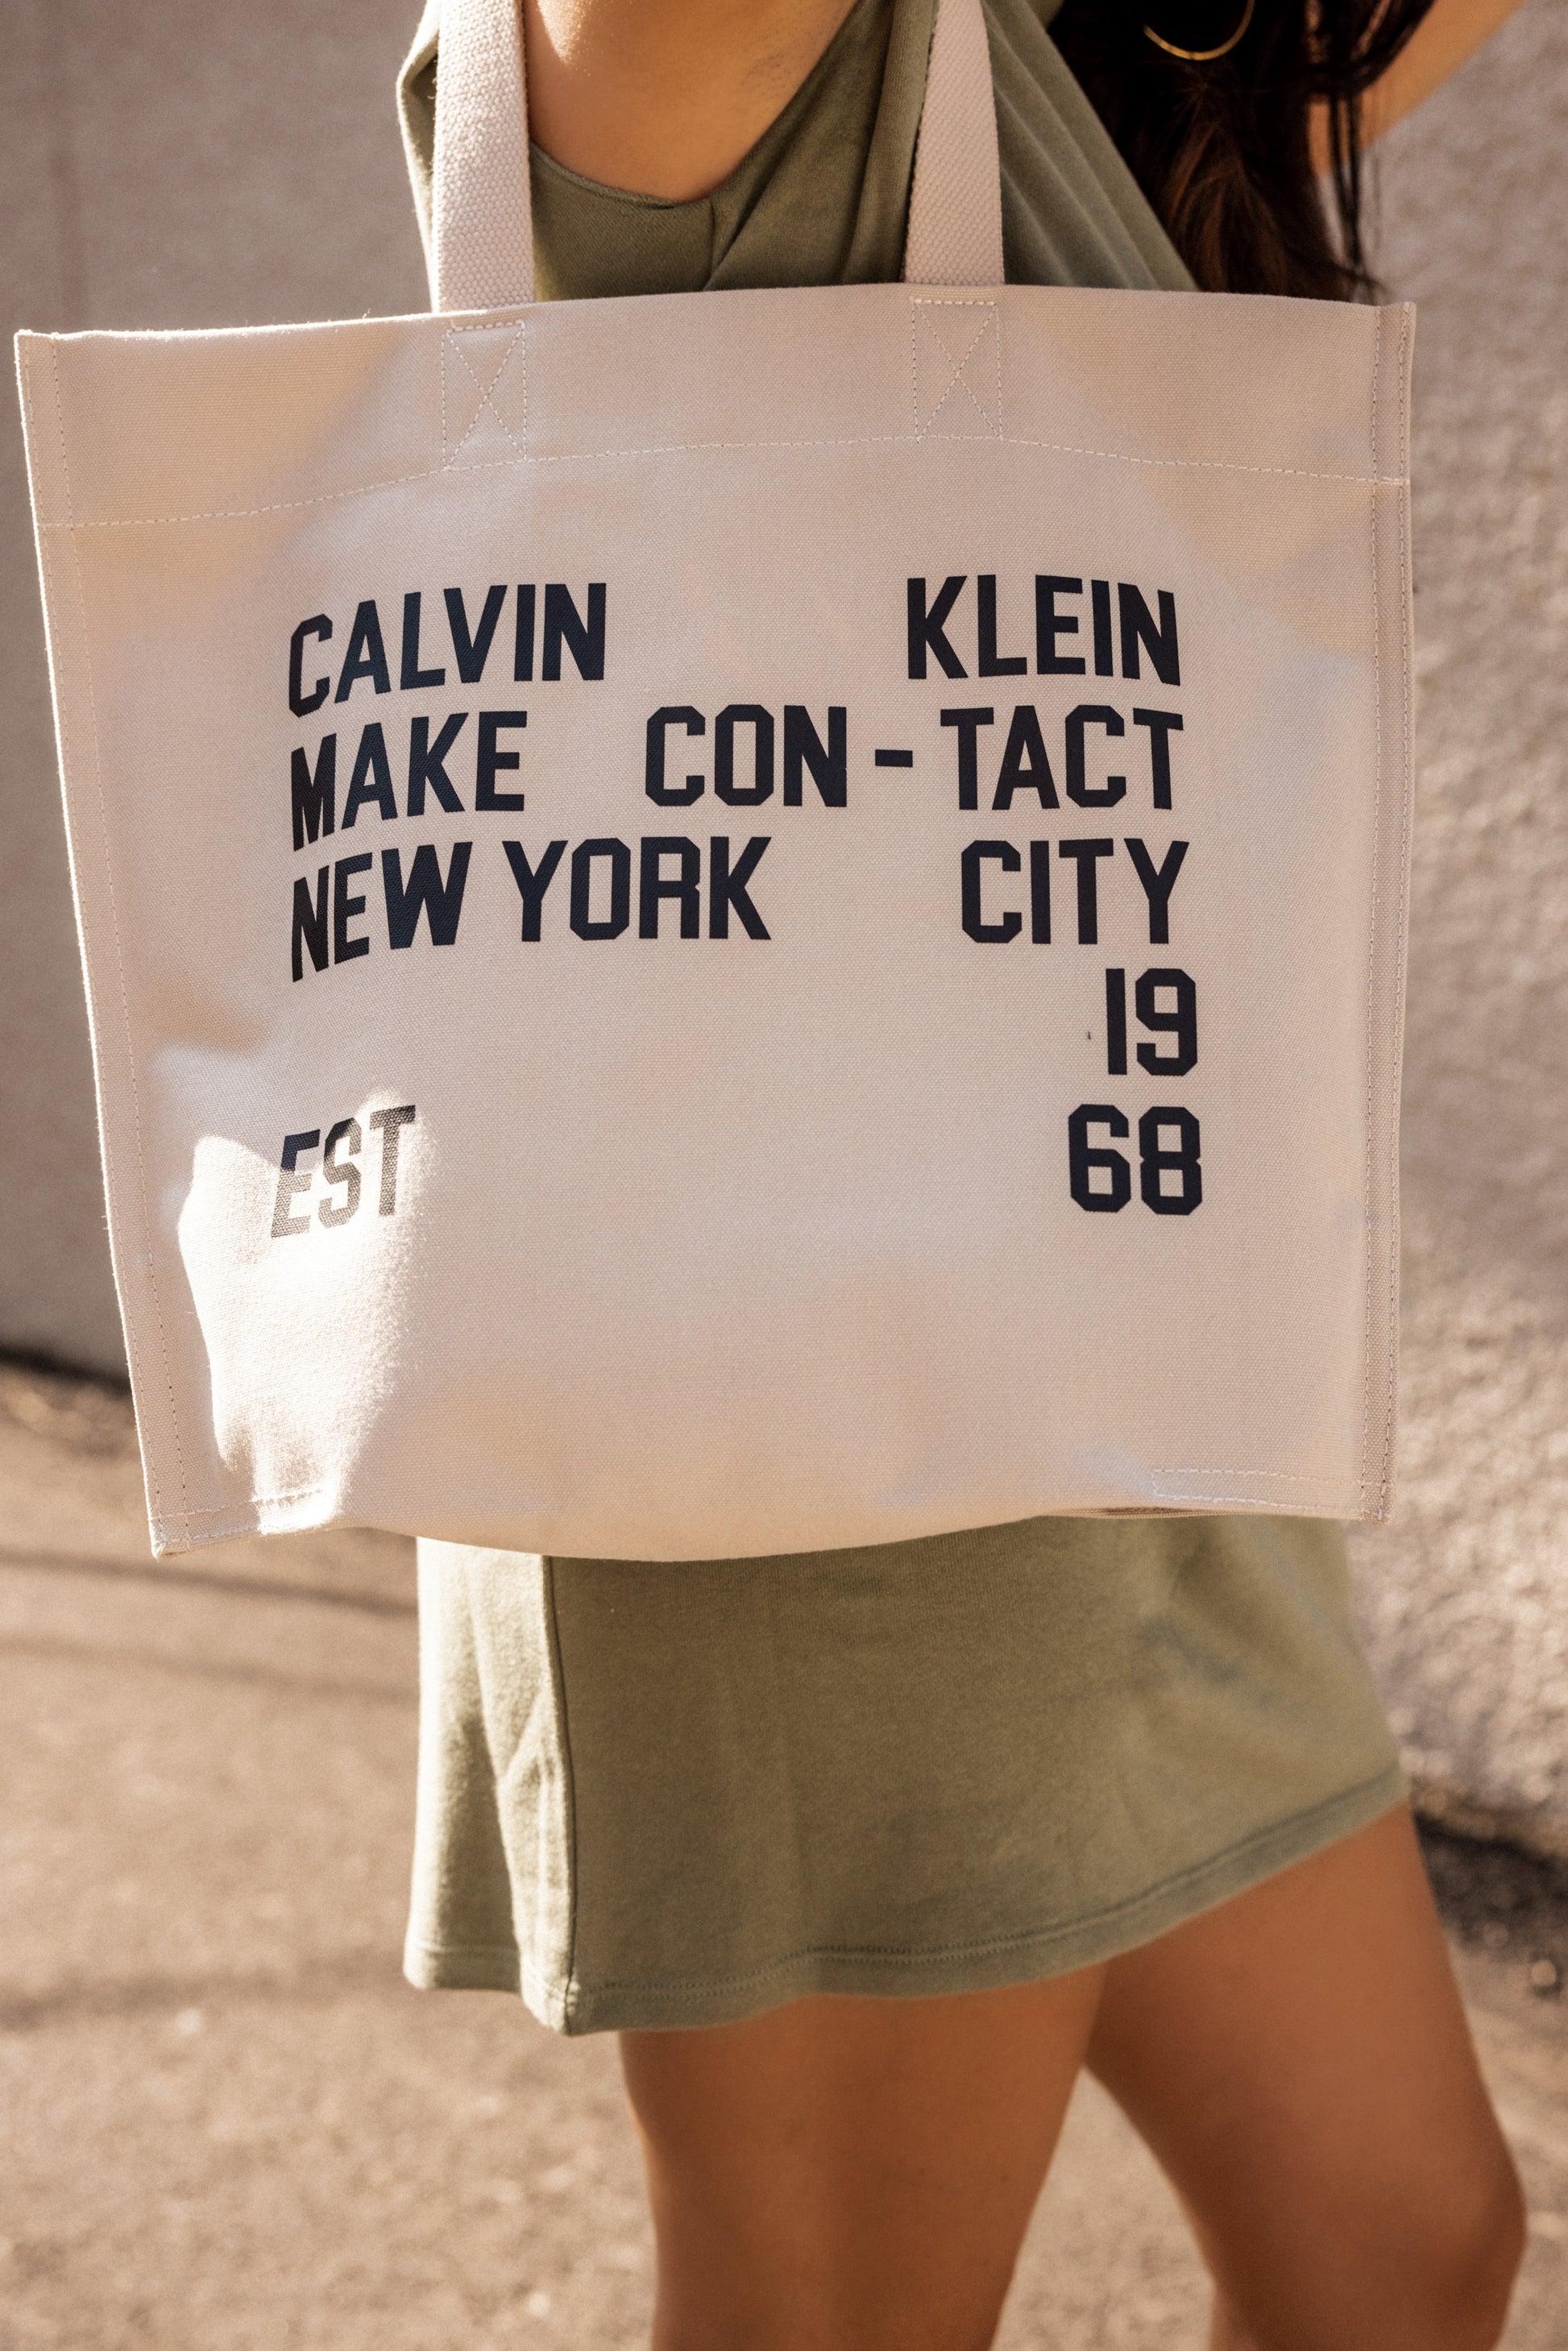 CALVIN KLEIN
MAKE CON-TACT
NEW YORK CITY
19
EST 68